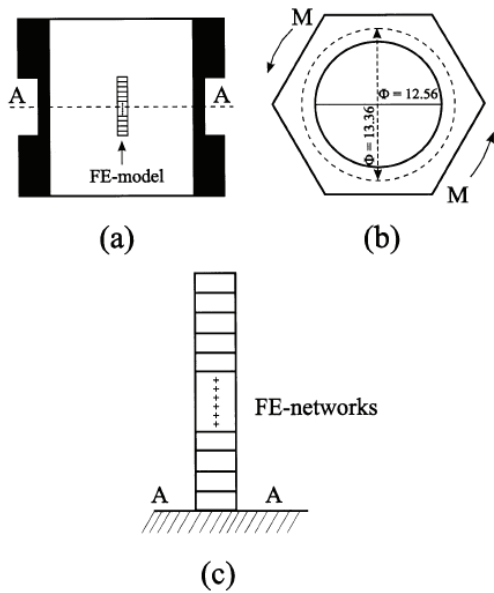 A
A
FE-model
(a)
M
Φ = 12.56
Φ = 13.36
M
(b)
FE-networks
A
A
(c)